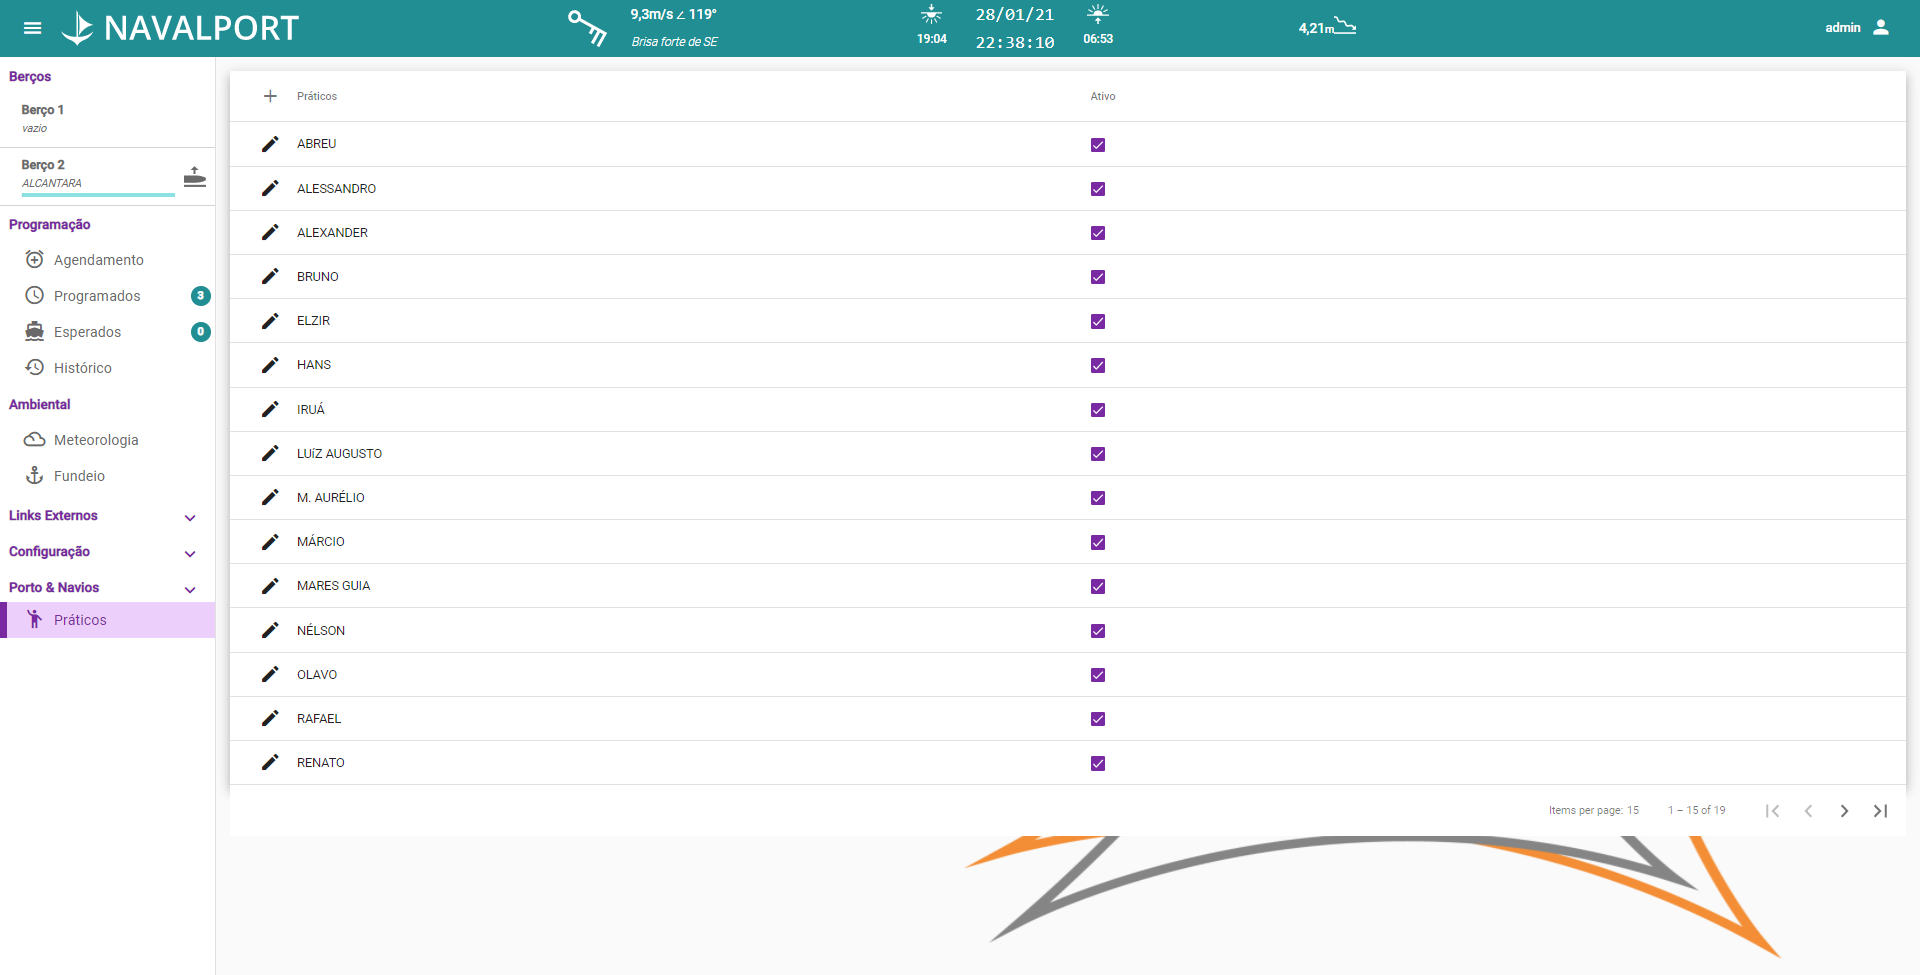 NAVALPORT
9,3m/s ∠ 119°
Brisa forte de SE
19:04
28/01/21
22:38:10
06:53
4,21m
admin
Berços
Berço 1
vazio
Berço 2
ALCANTARA
Programação
Agendamento
Programados 3
Esperados 0
Histórico
Ambiental
Meteorologia
Fundeio
Links Externos
Configuração
Porto & Navios
Práticos
Práticos Ativo
ABREU
ALESSANDRO
ALEXANDER
BRUNO
ELZIR
HANS
IRUÁ
LUíZ AUGUSTO
M. AURÉLIO
MÁRCIO
MARES GUIA
NÉLSON
OLAVO
RAFAEL
RENATO
Items per page: 15 1 – 15 of 19